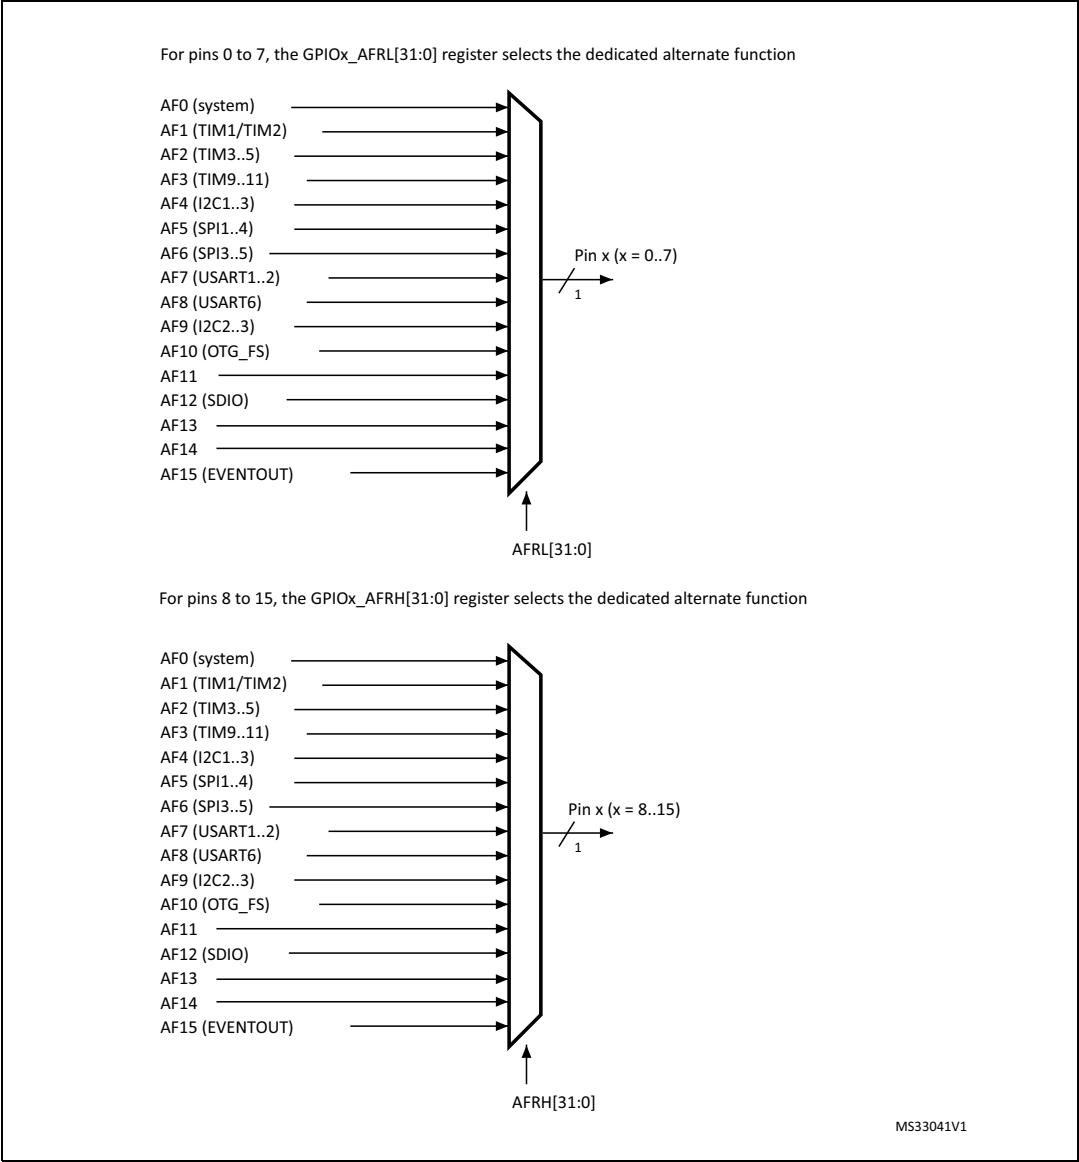 For pins 0 to 7, the GPIOx_AFRL[31:0] register selects the dedicated alternate function
AF0 (system)
AF1 (TIM1/TIM2)
AF2 (TIM3..5)
AF3 (TIM9..11)
AF4 (I2C1..3)
AF5 (SPI1..4)
AF6 (SPI3..5)
AF7 (USART1..2)
AF8 (USART6)
AF9 (I2C2..3)
AF10 (OTG_FS)
AF11
AF12 (SDIO)
AF13
AF14
AF15 (EVENTOUT)
Pin x (x = 0..7)
1
AFRL[31:0]
For pins 8 to 15, the GPIOx_AFRH[31:0] register selects the dedicated alternate function
AF0 (system)
AF1 (TIM1/TIM2)
AF2 (TIM3..5)
AF3 (TIM9..11)
AF4 (I2C1..3)
AF5 (SPI1..4)
AF6 (SPI3..5)
AF7 (USART1..2)
AF8 (USART6)
AF9 (I2C2..3)
AF10 (OTG_FS)
AF11
AF12 (SDIO)
AF13
AF14
AF15 (EVENTOUT)
Pin x (x = 8..15)
1
AFRH[31:0]
MS33041V1